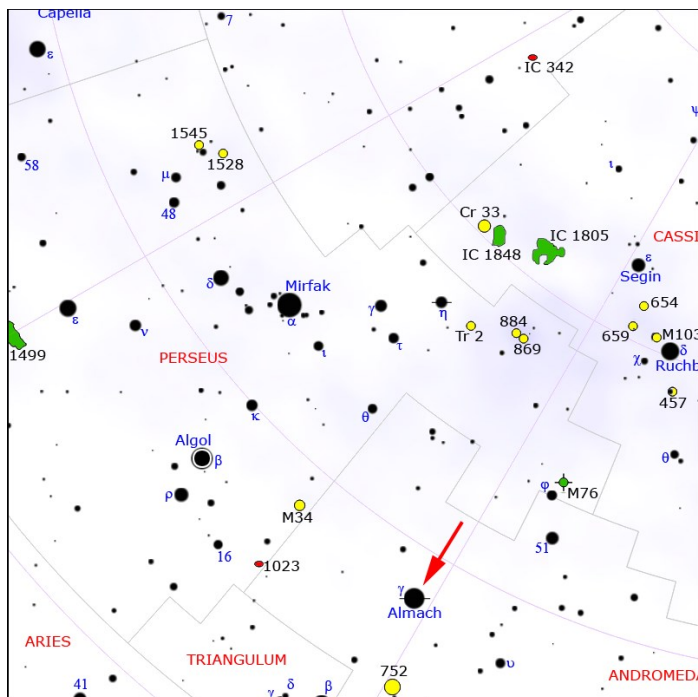 Capella
7
ε
IC 342
ψ
1545
1528
58
μ
ι
48
Cr 33
IC 1805
CASSI
IC 1848
ε
Segin
δ
Mirfak
α
γ
η
654
ε
ν
Tr 2
884
869
659
M103
1499
PERSEUS
ι
τ
χ
δ
Ruchb
457
κ
θ
Algol
β
θ
ρ
M34
φ
M76
16
51
1023
γ
Almach
ARIES
TRIANGULUM
752
υ
ANDROMEDA
41
γ
δ
β